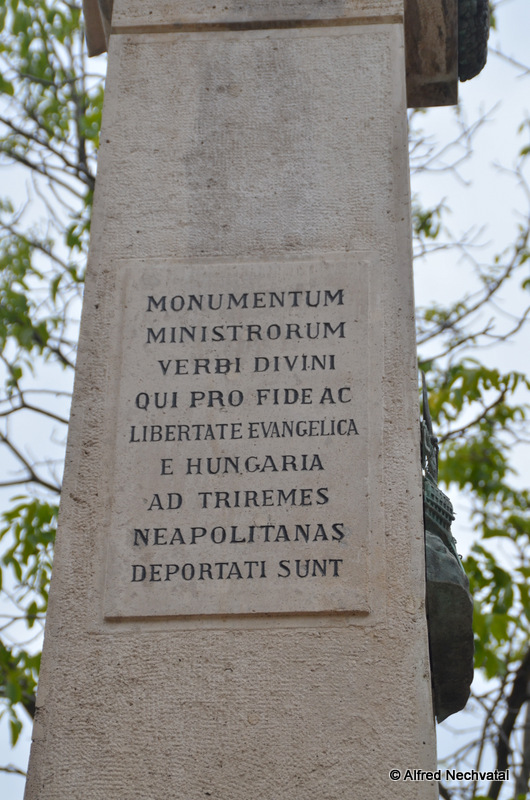 MONUMENTUM
MINISTRORUM
VERBI DIVINI
QUI PRO FIDE AC
LIBERTATE EVANGELICA
E HUNGARIA
AD TRIREMES
NEAPOLITANAS
DEPORTATI SUNT
© Alfred Nechvatal